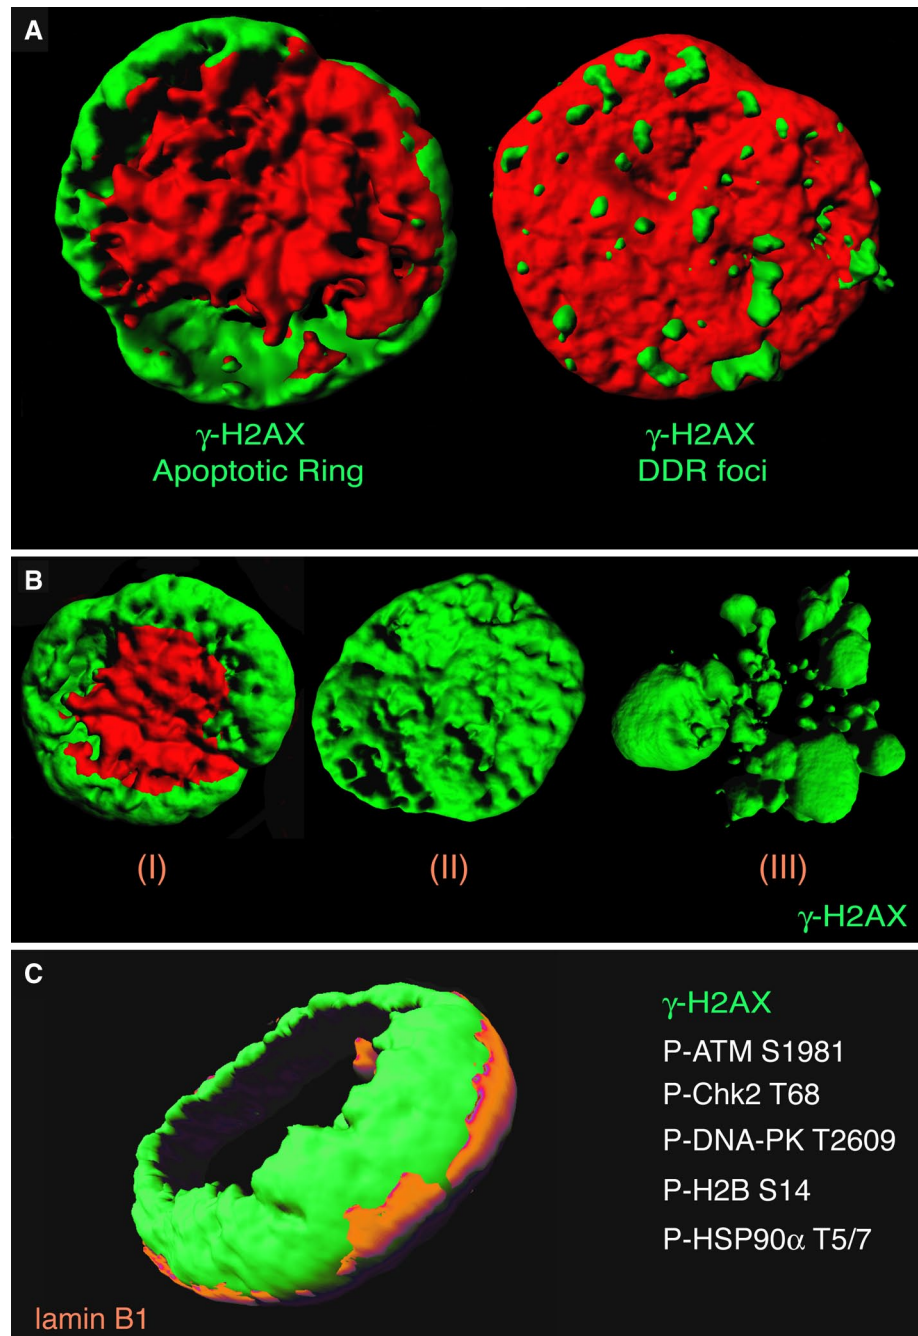 A
γ-H2AX
Apoptotic Ring
γ-H2AX
DDR foci
B
(I)
(II)
(III)
γ-H2AX
C
γ-H2AX
P-ATM S1981
P-Chk2 T68
P-DNA-PK T2609
P-H2B S14
P-HSP90α T5/7
lamin B1